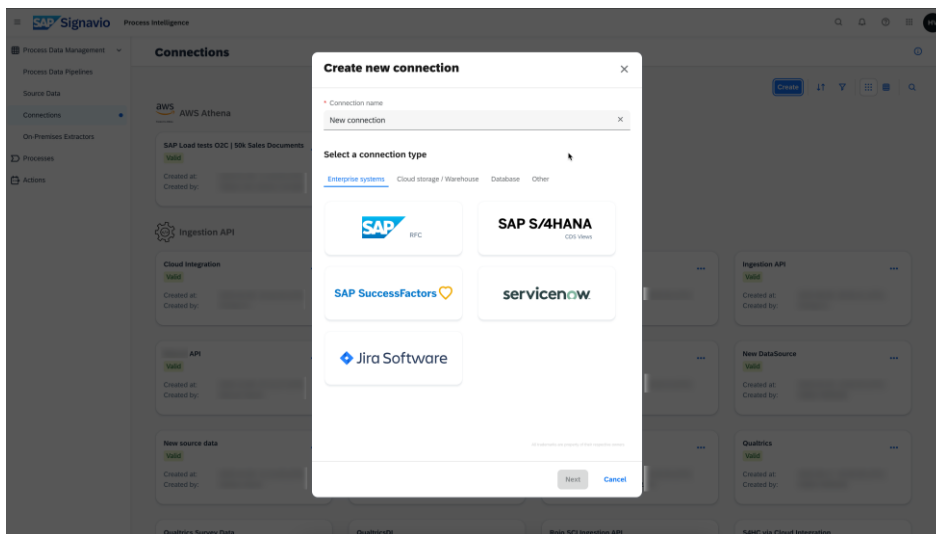 SAP Signavio Process Intelligence
Process Data Management
Process Data Pipelines
Source Data
Connections
On-Premises Extractors
Processes
Actions
Connections
Create
aws
AWS Athena
SAP Load tests O2C | 50k Sales Documents
Valid
Created at:
Created by:
Ingestion API
Cloud Integration
Valid
Created at:
Created by:
Ingestion API
Valid
Created at:
Created by:
API
Valid
Created at:
Created by:
New DataSource
Valid
Created at:
Created by:
New source data
Valid
Created at:
Created by:
Qualtrics
Valid
Created at:
Created by:
Qualtrics Survey Data
QualtricsDI
S4HC via Cloud Integration
Create new connection
* Connection name
New connection
Select a connection type
Enterprise systems Cloud storage / Warehouse Database Other
SAP RFC
SAP S/4HANA
CDS Views
SAP SuccessFactors
servicenow
Jira Software
Next Cancel